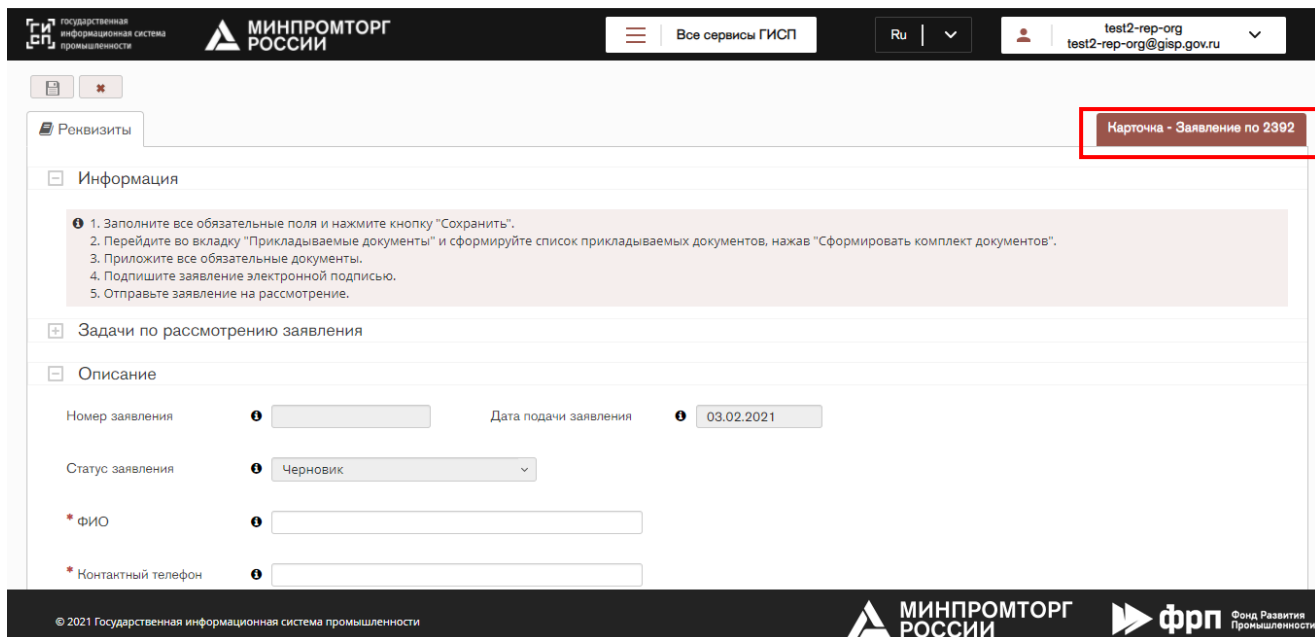 государственная
информационная система
промышленности
ГИСП
МИНПРОМТОРГ
РОССИИ
Все сервисы ГИСП
Ru
test2-rep-org
test2-rep-org@gisp.gov.ru
Реквизиты
Карточка - Заявление по 2392
Информация
1. Заполните все обязательные поля и нажмите кнопку "Сохранить".
2. Перейдите во вкладку "Прикладываемые документы" и сформируйте список прикладываемых документов, нажав "Сформировать комплект документов".
3. Приложите все обязательные документы.
4. Подпишите заявление электронной подписью.
5. Отправьте заявление на рассмотрение.
Задачи по рассмотрению заявления
Описание
Номер заявления
Дата подачи заявления 03.02.2021
Статус заявления Черновик
* ФИО
* Контактный телефон
© 2021 Государственная информационная система промышленности
МИНПРОМТОРГ
РОССИИ
фрп
Фонд Развития
Промышленности